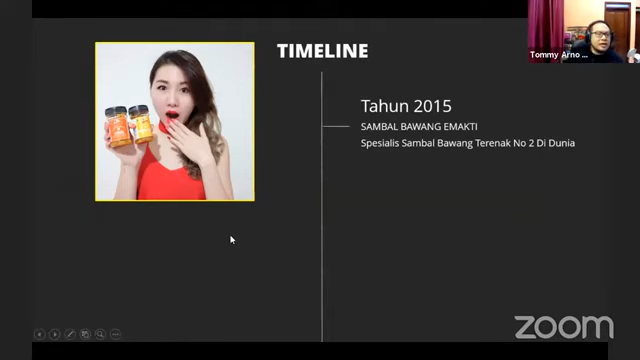 TIMELINE
Tahun 2015
SAMBAL BAWANG EMAKTI
Spesialis Sambal Bawang Terenak No 2 Di Dunia
Tommy Arno ...
zoom